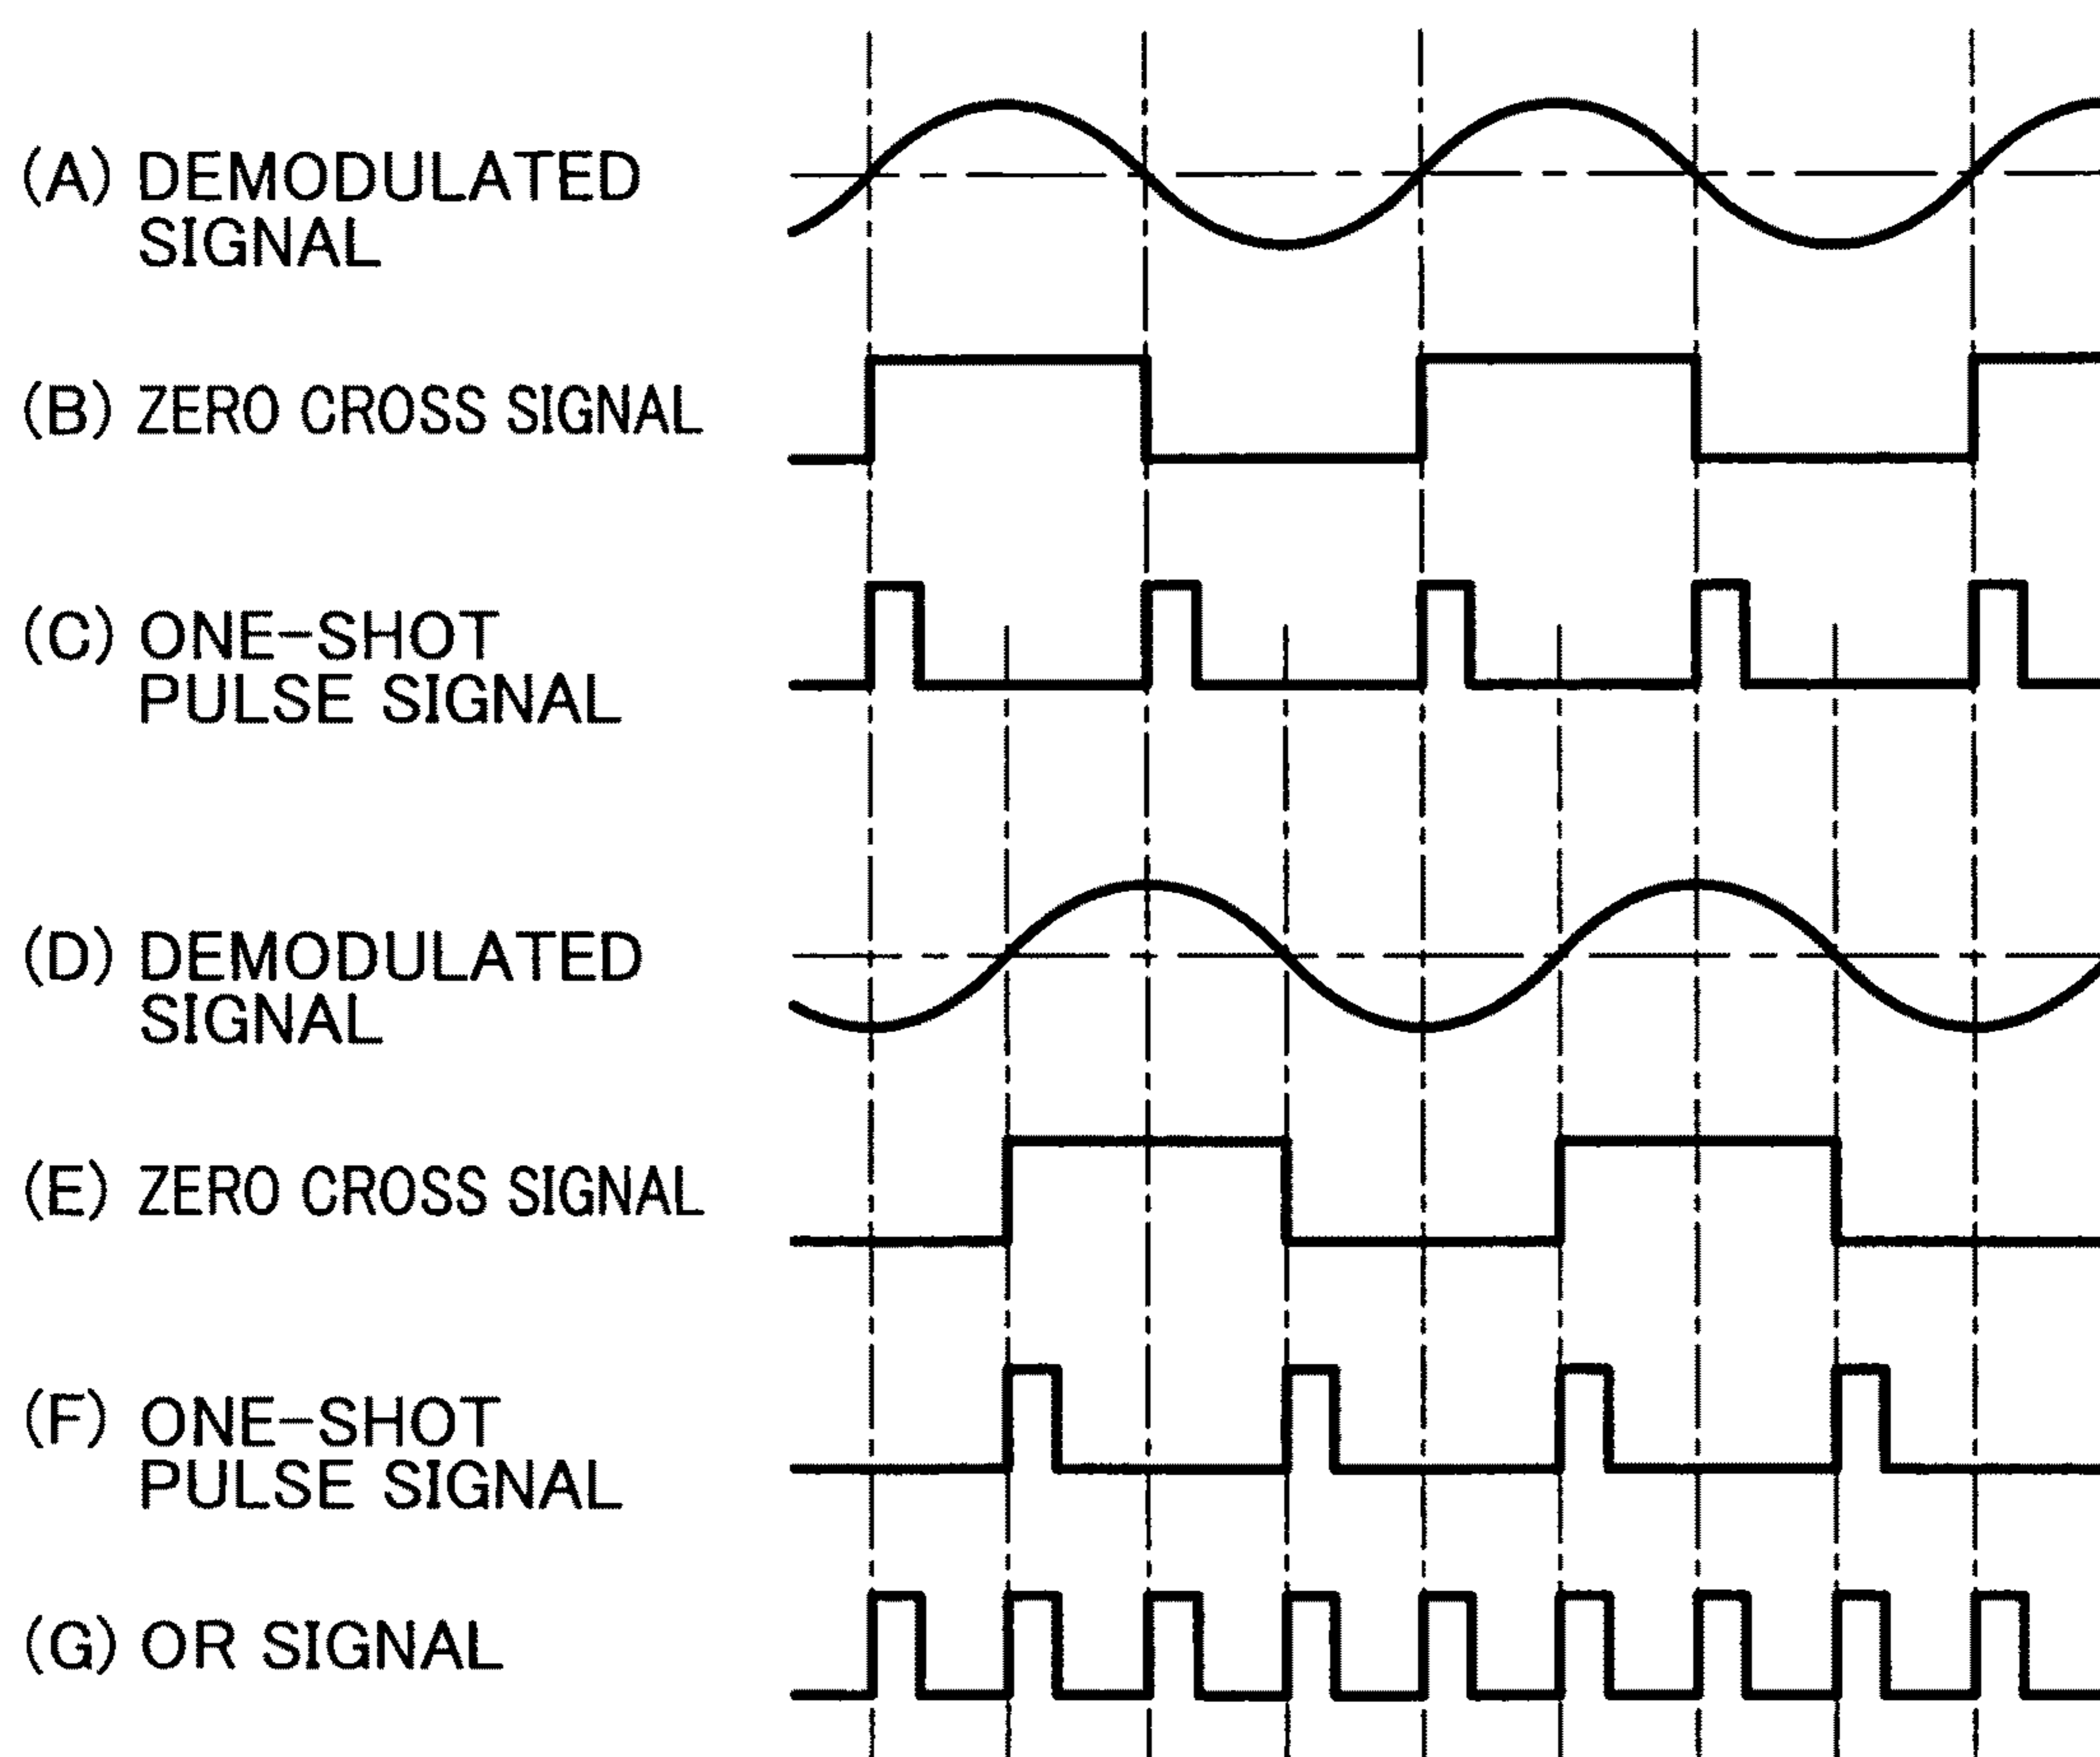 (A) DEMODULATED
SIGNAL
(B) ZERO CROSS SIGNAL
(C) ONE-SHOT
PULSE SIGNAL
(D) DEMODULATED
SIGNAL
(E) ZERO CROSS SIGNAL
(F) ONE-SHOT
PULSE SIGNAL
(G) OR SIGNAL